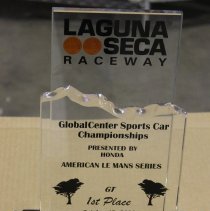 LAGUNA
SECA
RACEWAY
GlobalCenter Sports Car
Championships
PRESENTED BY
HONDA
AMERICAN LE MANS SERIES
GT
1st Place